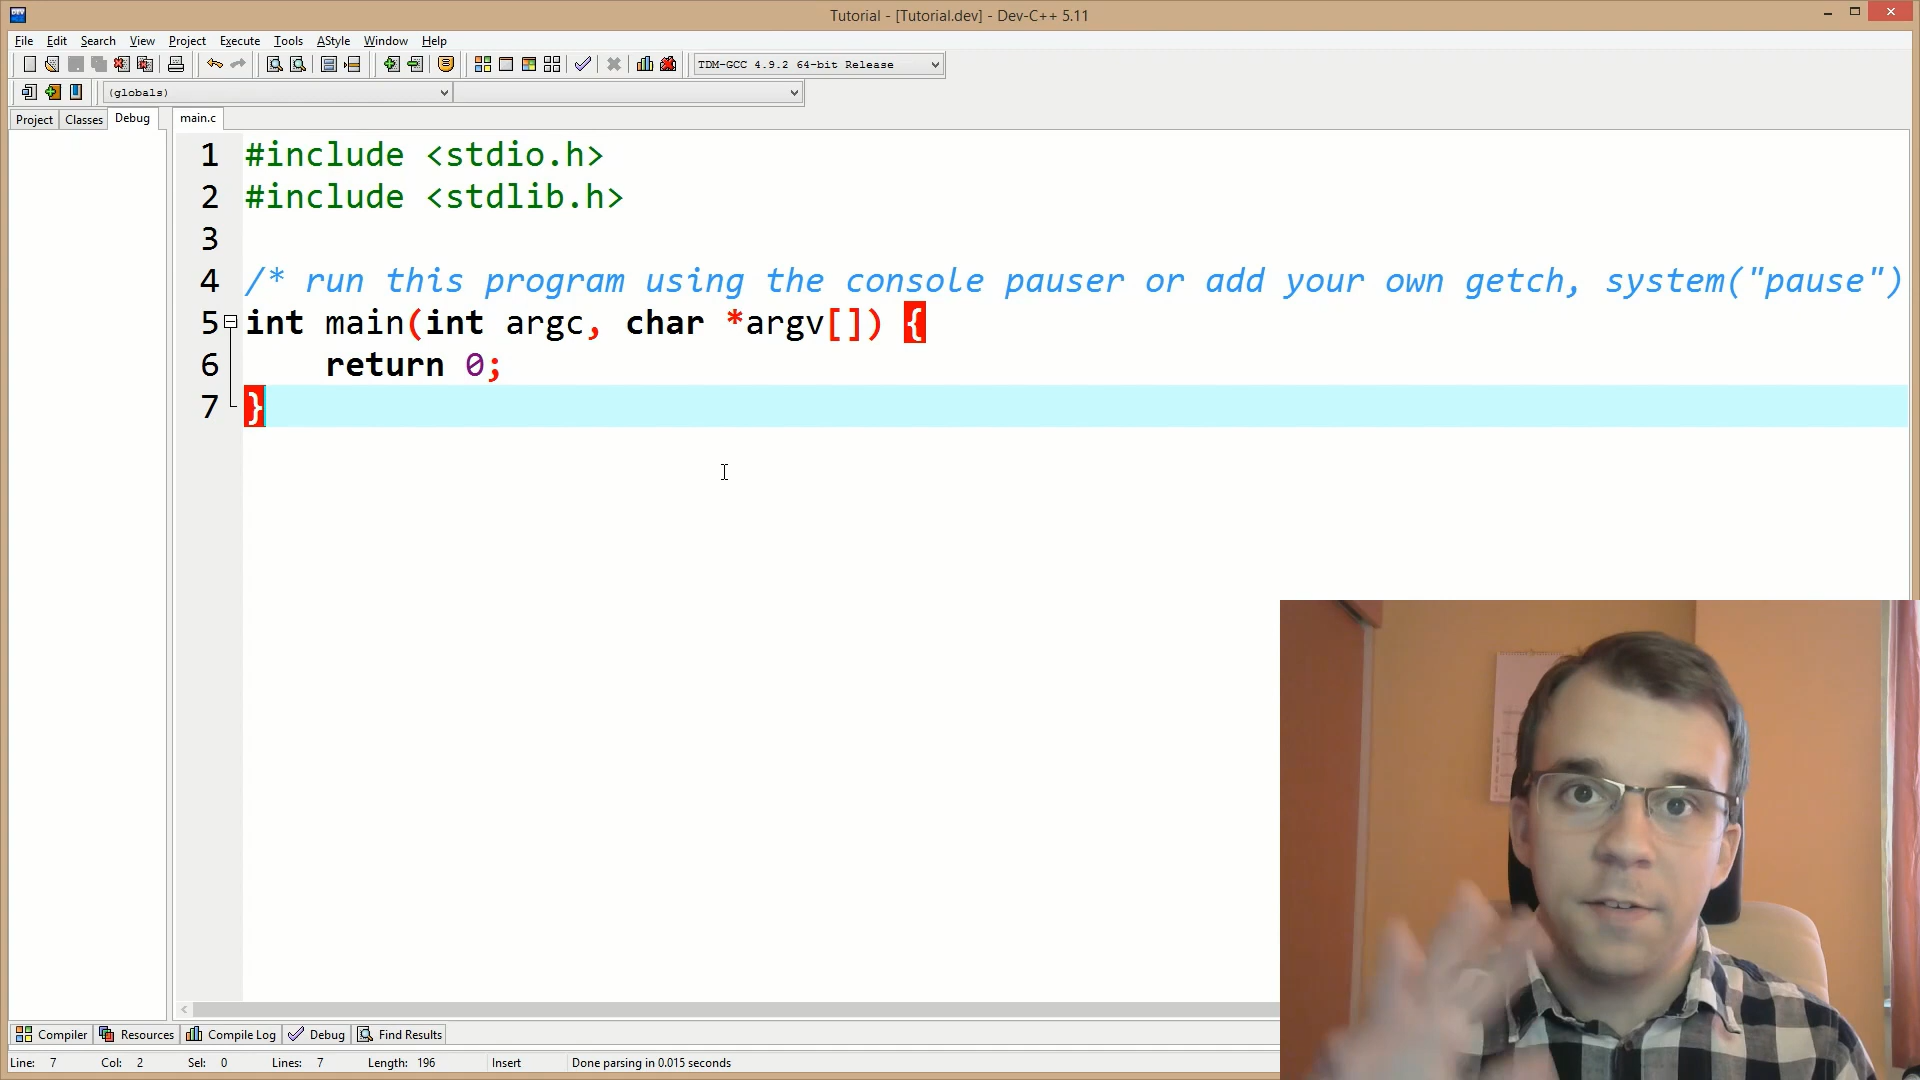 Tutorial - [Tutorial.dev] - Dev-C++ 5.11
File Edit Search View Project Execute Tools AStyle Window Help
TDM-GCC 4.9.2 64-bit Release
(globals)
Project Classes Debug main.c
1 #include <stdio.h>
2 #include <stdlib.h>
3
4 /* run this program using the console pauser or add your own getch, system("pause")
5 int main(int argc, char *argv[]) {
6 return 0;
7 }
Compiler Resources Compile Log Debug Find Results
Line: 7 Col: 2 Sel: 0 Lines: 7 Length: 196 Insert Done parsing in 0.015 seconds